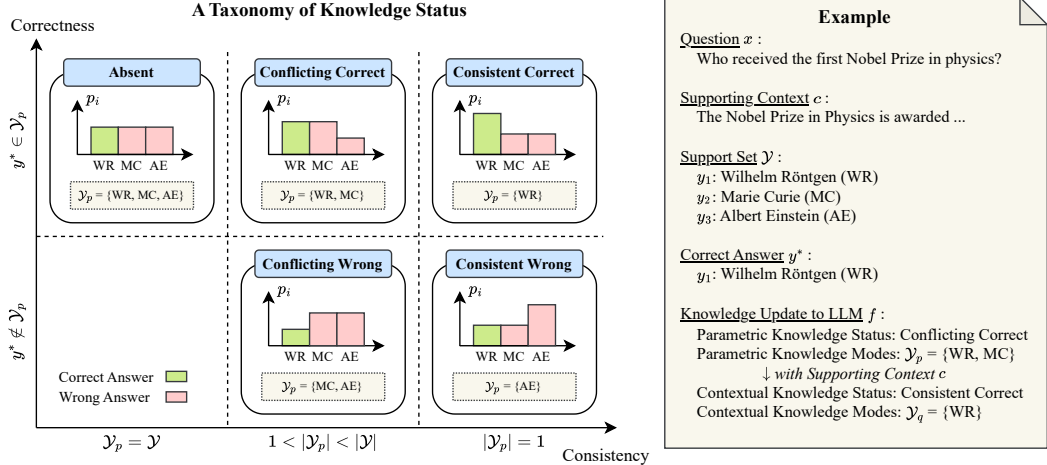 A Taxonomy of Knowledge Status
Correctness
Absent
Conflicting Correct
Consistent Correct
p_i
p_i
p_i
WR MC AE
WR MC AE
WR MC AE
𝒴_p = {WR, MC, AE}
𝒴_p = {WR, MC}
𝒴_p = {WR}
y* ∈ 𝒴_p
Conflicting Wrong
Consistent Wrong
p_i
p_i
WR MC AE
WR MC AE
𝒴_p = {MC, AE}
𝒴_p = {AE}
y* ∉ 𝒴_p
Correct Answer
Wrong Answer
𝒴_p = 𝒴
1 < |𝒴_p| < |𝒴|
|𝒴_p| = 1
Consistency
Example
Question x :
Who received the first Nobel Prize in physics?
Supporting Context c :
The Nobel Prize in Physics is awarded ...
Support Set 𝒴 :
y₁: Wilhelm Röntgen (WR)
y₂: Marie Curie (MC)
y₃: Albert Einstein (AE)
Correct Answer y* :
y₁: Wilhelm Röntgen (WR)
Knowledge Update to LLM f :
Parametric Knowledge Status: Conflicting Correct
Parametric Knowledge Modes: 𝒴_p = {WR, MC}
↓ with Supporting Context c
Contextual Knowledge Status: Consistent Correct
Contextual Knowledge Modes: 𝒴_q = {WR}